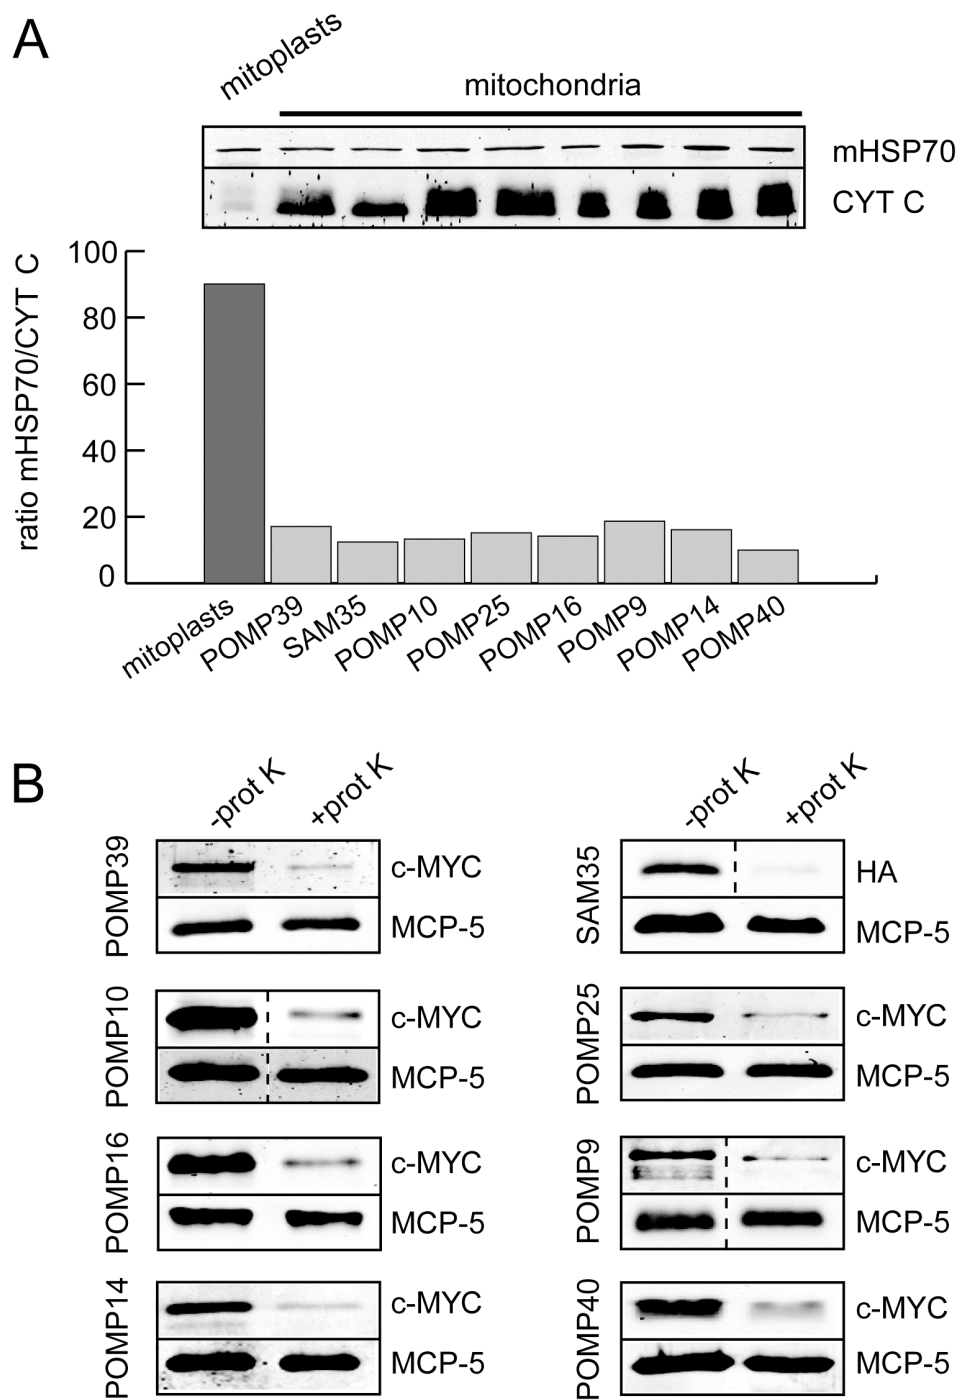 A
mitoplasts
mitochondria
mHSP70
CYT C
ratio mHSP70/CYT C
100
80
60
40
20
0
mitoplasts
POMP39
SAM35
POMP10
POMP25
POMP16
POMP9
POMP14
POMP40
B
-prot K
+prot K
-prot K
+prot K
POMP39
c-MYC
MCP-5
SAM35
HA
MCP-5
POMP10
c-MYC
MCP-5
POMP25
c-MYC
MCP-5
POMP16
c-MYC
MCP-5
POMP9
c-MYC
MCP-5
POMP14
c-MYC
MCP-5
POMP40
c-MYC
MCP-5